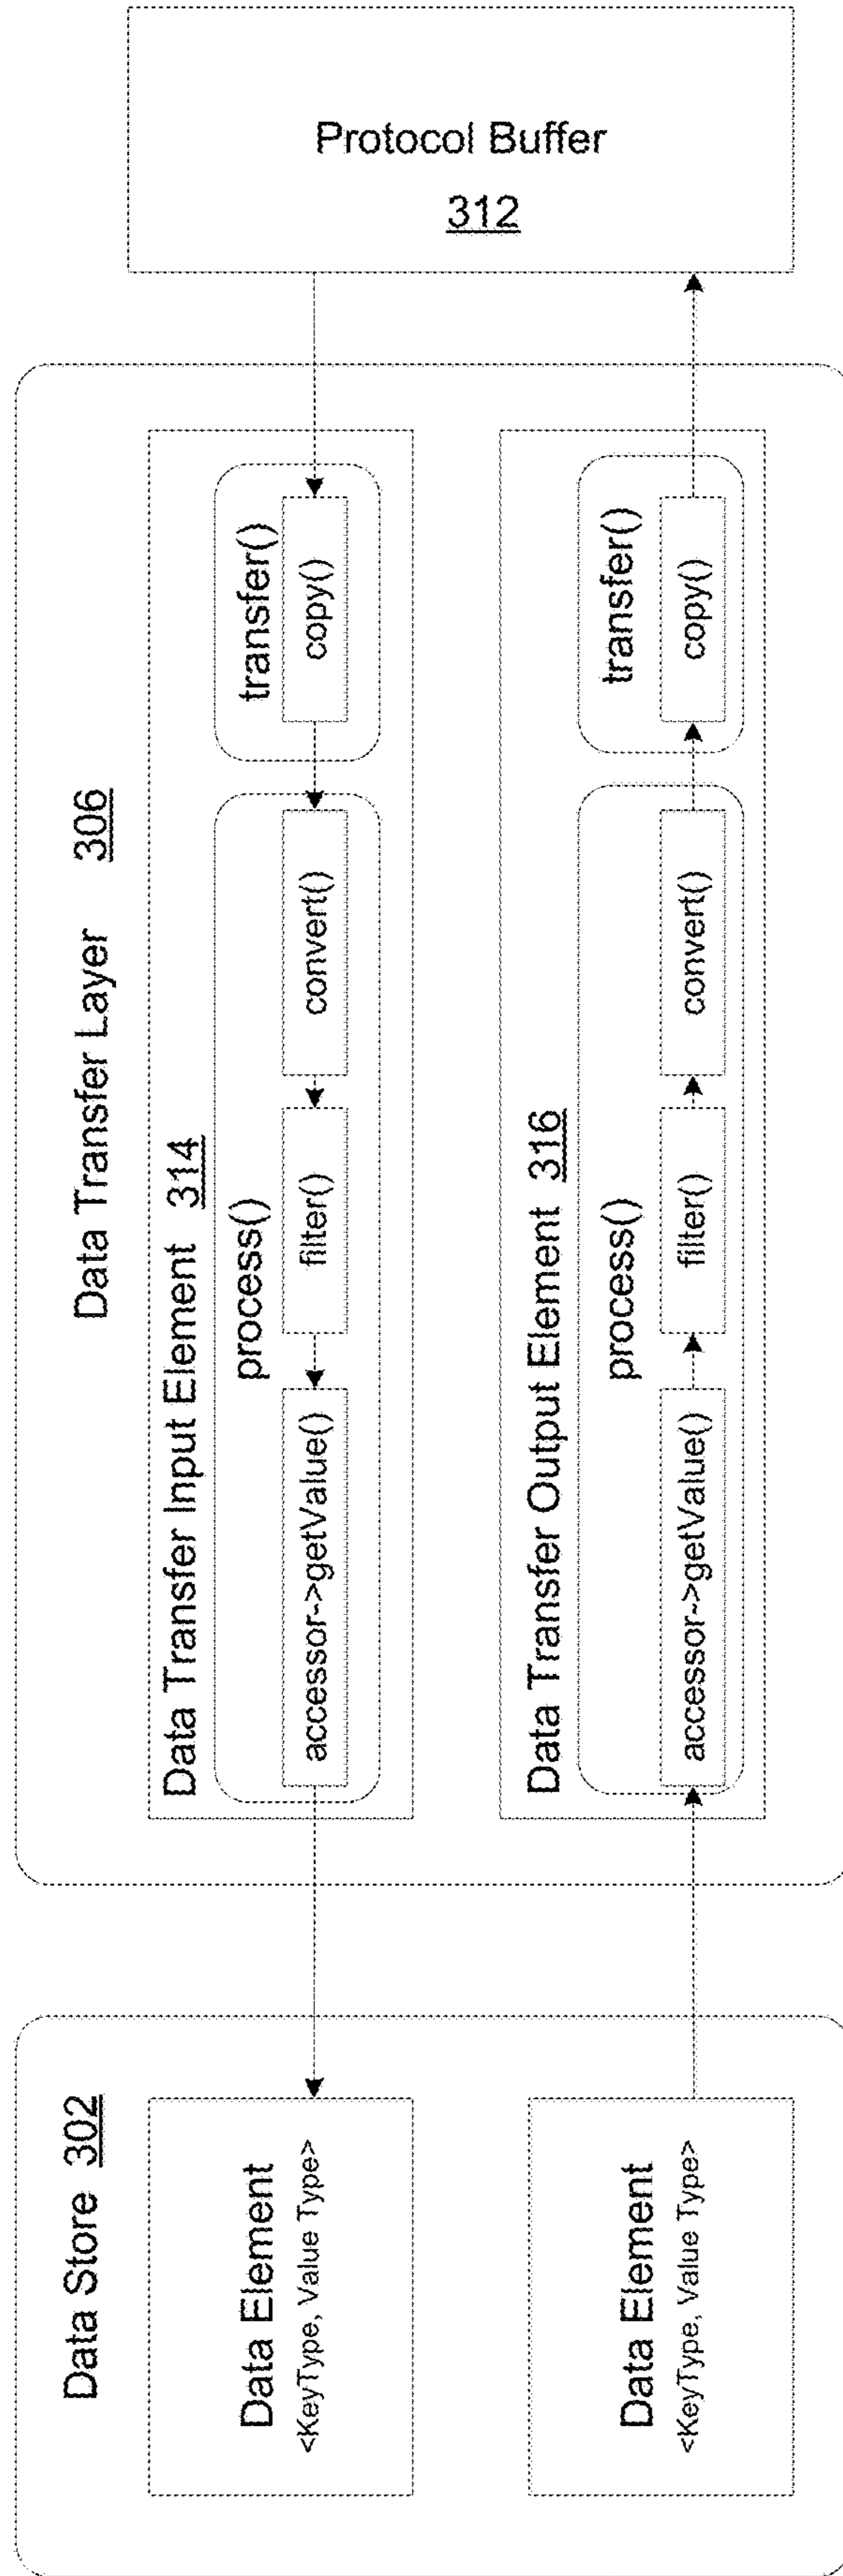 Data Store 302
Data Element
<KeyType, Value Type>
Data Element
<KeyType, Value Type>
Data Transfer Layer 306
Data Transfer Input Element 314
process()
transfer()
accessor->getValue()
filter()
convert()
copy()
Data Transfer Output Element 316
process()
transfer()
accessor->getValue()
filter()
convert()
copy()
Protocol Buffer
312